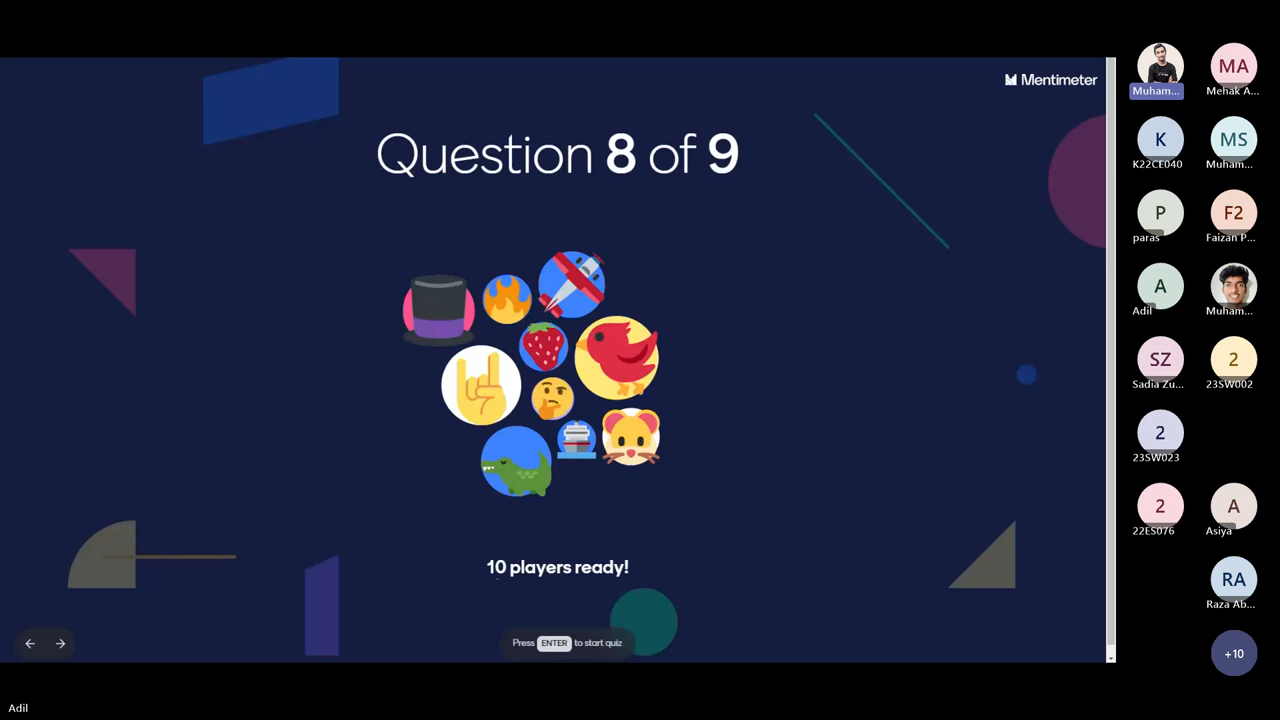 Mentimeter
Question 8 of 9
10 players ready!
Press ENTER to start quiz
Muham...
MA
Mehak A...
K
K22CE040
MS
Muham...
P
paras
F2
Faizan P...
A
Adil
Muham...
SZ
Sadia Zu...
2
23SW002
2
23SW023
2
22ES076
A
Asiya
RA
Raza Ab...
+10
Adil